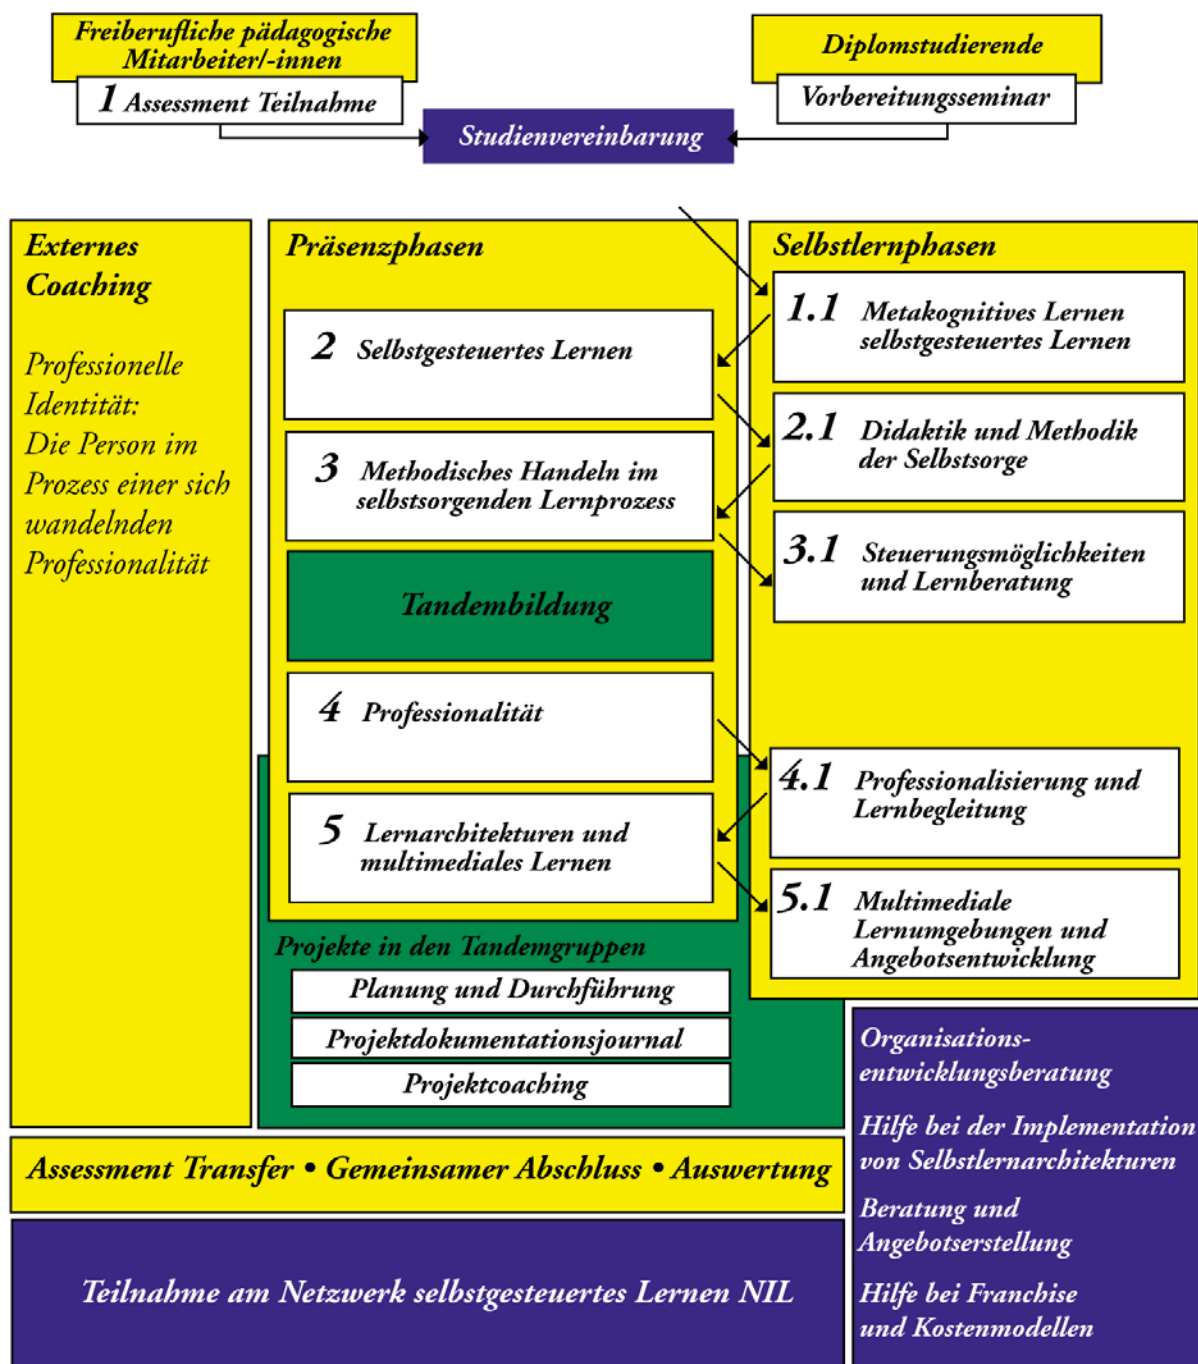 Freiberufliche pädagogische
Mitarbeiter/-innen
1 Assessment Teilnahme
Diplomstudierende
Vorbereitungsseminar
Studienvereinbarung
Externes
Coaching
Professionelle
Identität:
Die Person im
Prozess einer sich
wandelnden
Professionalität
Präsenzphasen
2 Selbstgesteuertes Lernen
3 Methodisches Handeln im
selbstsorgenden Lernprozess
Tandembildung
4 Professionalität
5 Lernarchitekturen und
multimediales Lernen
Selbstlernphasen
1.1 Metakognitives Lernen
selbstgesteuertes Lernen
2.1 Didaktik und Methodik
der Selbstsorge
3.1 Steuerungsmöglichkeiten
und Lernberatung
4.1 Professionalisierung und
Lernbegleitung
5.1 Multimediale
Lernumgebungen und
Angebotsentwicklung
Projekte in den Tandemgruppen
Planung und Durchführung
Projektdokumentationsjournal
Projektcoaching
Organisations-
entwicklungsberatung
Hilfe bei der Implementation
von Selbstlernarchitekturen
Beratung und
Angebotserstellung
Hilfe bei Franchise
und Kostenmodellen
Assessment Transfer • Gemeinsamer Abschluss • Auswertung
Teilnahme am Netzwerk selbstgesteuertes Lernen NIL